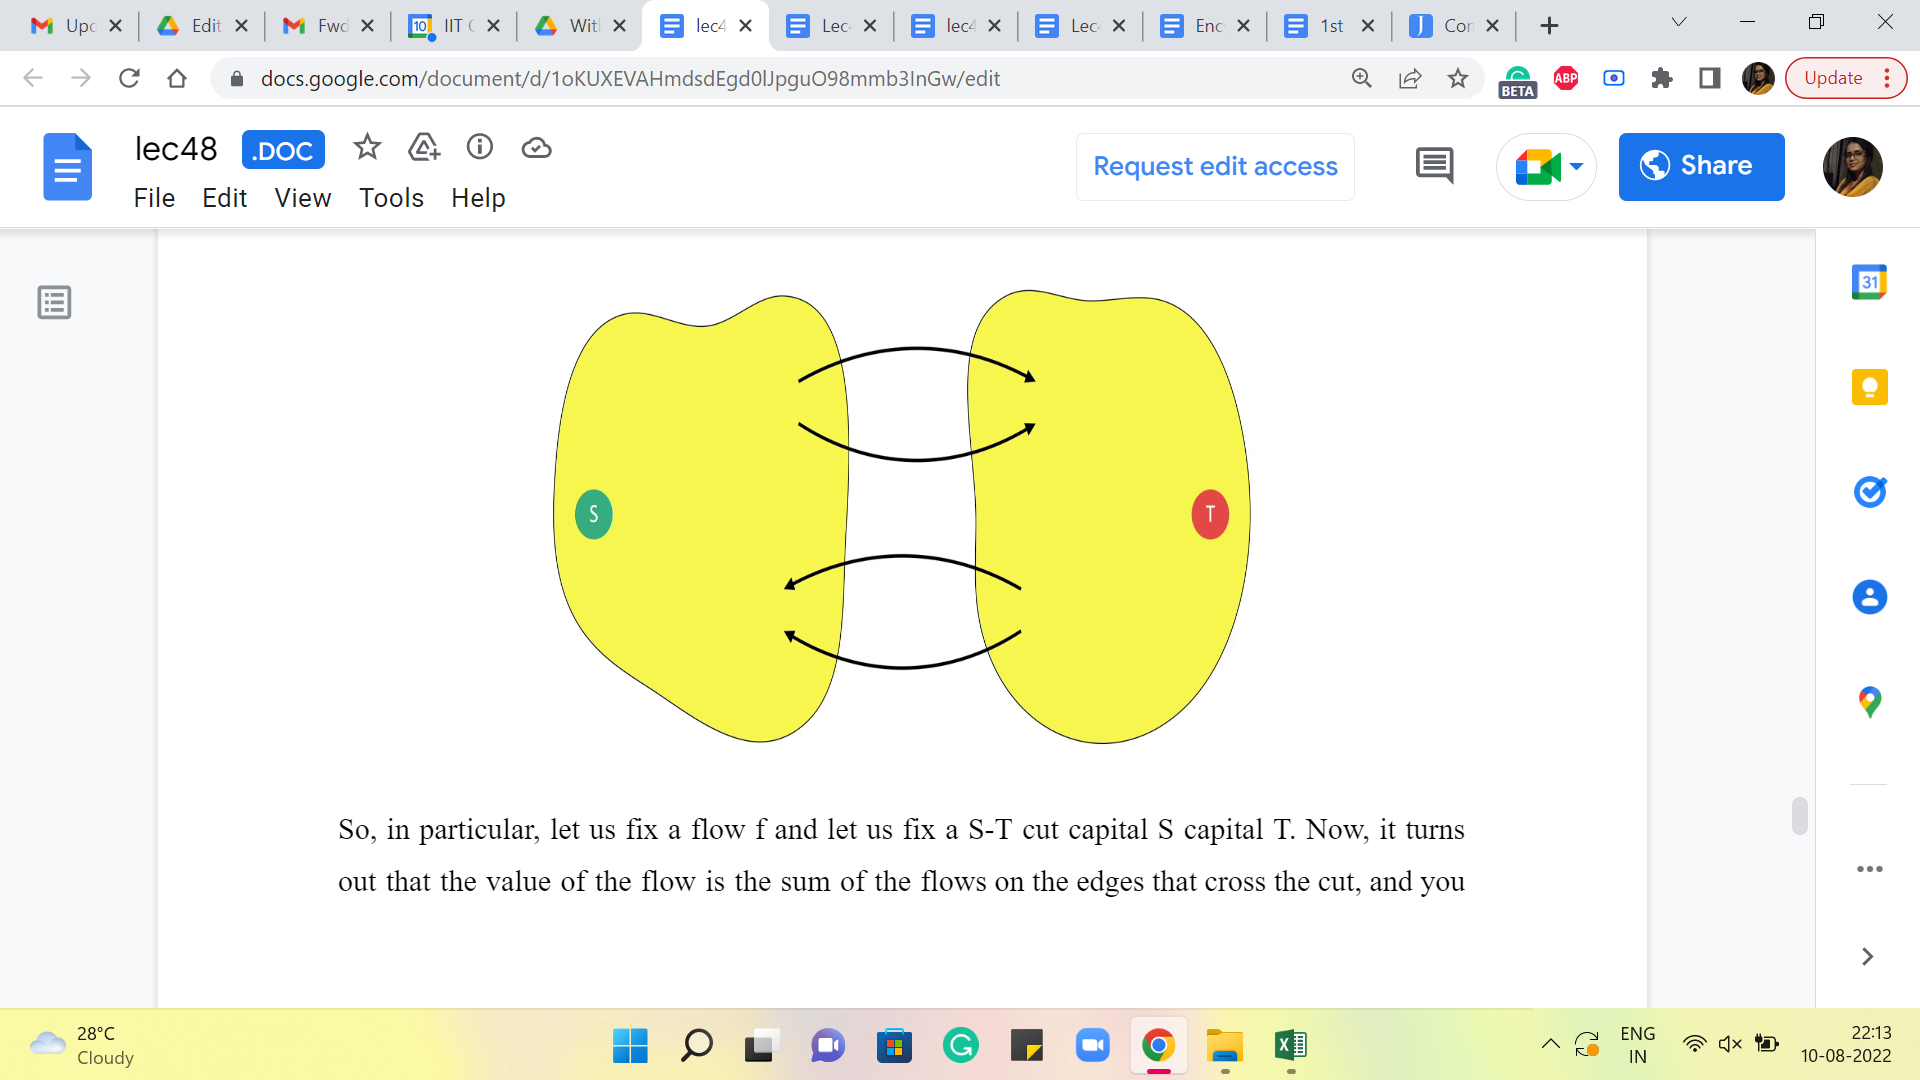 Upc
Edit
Fwd
10
IIT
Wit
lec4
Lec
lec4
Lec
Enc
1st
J
Con
docs.google.com/document/d/1oKUXEVAHmdsdEgd0lJpguO98mmb3InGw/edit
BETA
ABP
Update
lec48
.DOC
File Edit View Tools Help
Request edit access
Share
31
S
T
So, in particular, let us fix a flow f and let us fix a S-T cut capital S capital T. Now, it turns
out that the value of the flow is the sum of the flows on the edges that cross the cut, and you
28°C
Cloudy
ENG
IN
22:13
10-08-2022